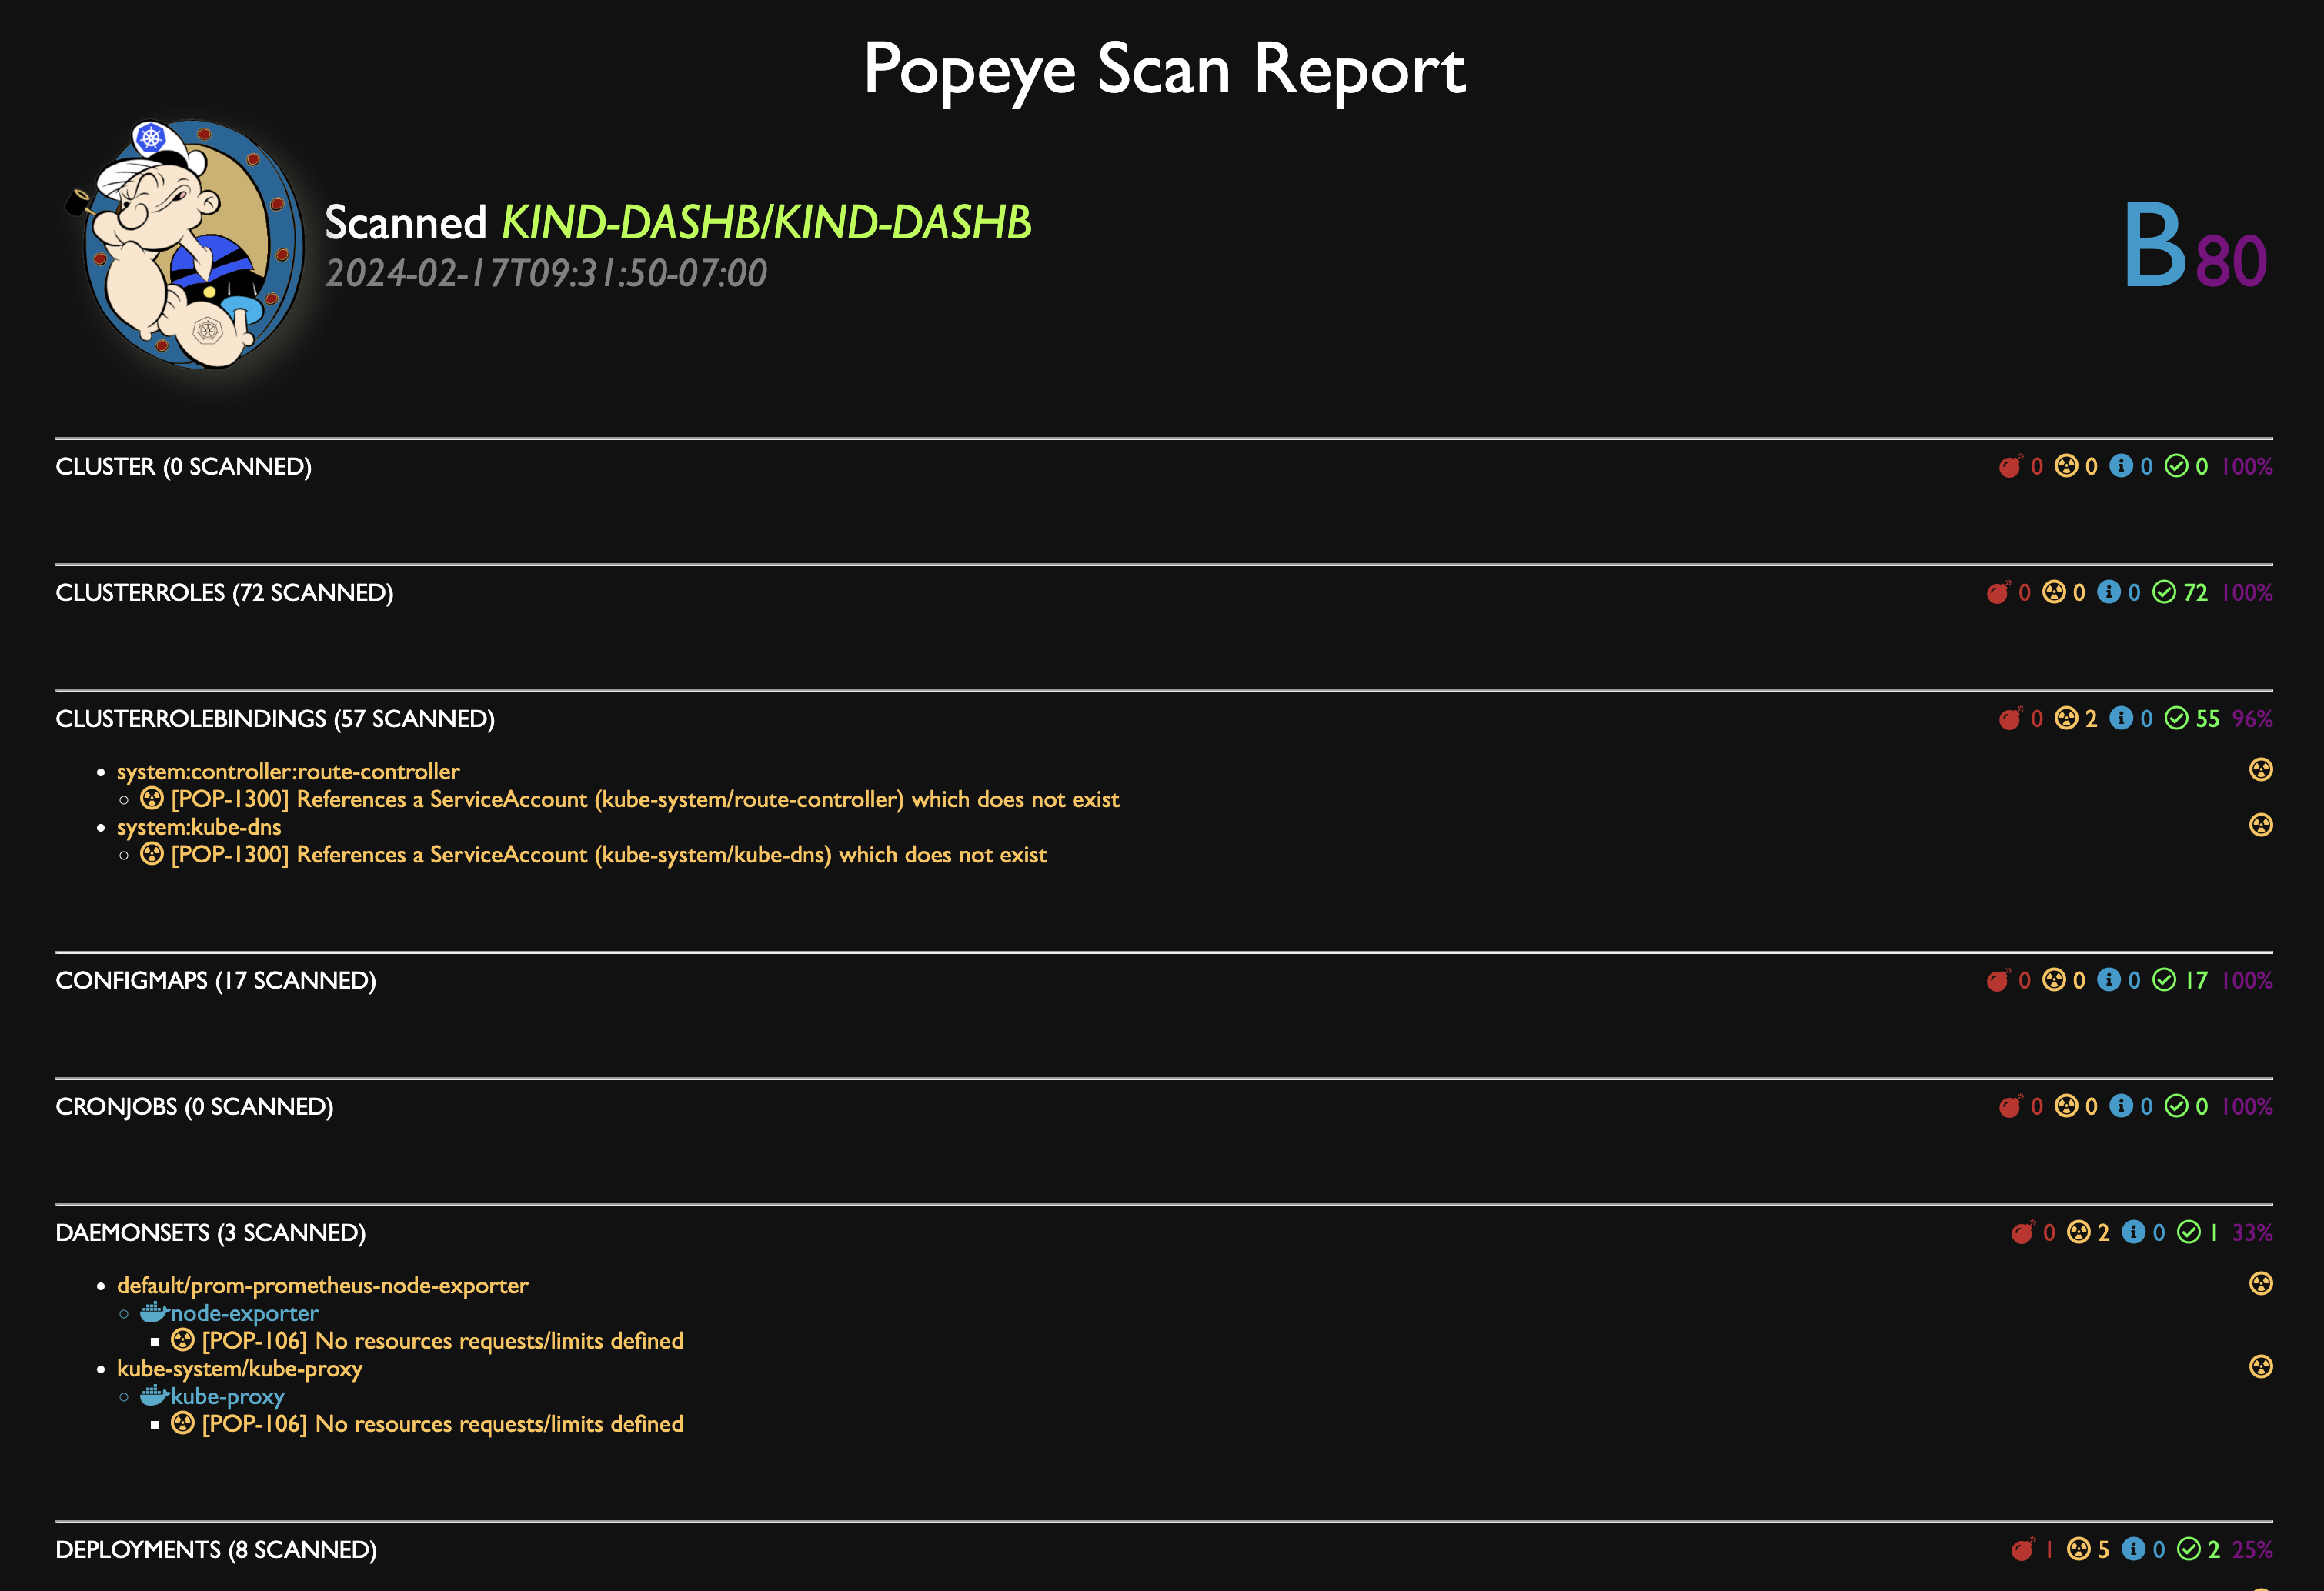 Popeye Scan Report
Scanned KIND-DASHB/KIND-DASHB
2024-02-17T09:31:50-07:00
B 80
CLUSTER (0 SCANNED) 0 0 0 0 100%
CLUSTERROLES (72 SCANNED) 0 0 0 72 100%
CLUSTERROLEBINDINGS (57 SCANNED) 0 2 0 55 96%
system:controller:route-controller
[POP-1300] References a ServiceAccount (kube-system/route-controller) which does not exist
system:kube-dns
[POP-1300] References a ServiceAccount (kube-system/kube-dns) which does not exist
CONFIGMAPS (17 SCANNED) 0 0 0 17 100%
CRONJOBS (0 SCANNED) 0 0 0 0 100%
DAEMONSETS (3 SCANNED) 0 2 0 1 33%
default/prom-prometheus-node-exporter
node-exporter
[POP-106] No resources requests/limits defined
kube-system/kube-proxy
kube-proxy
[POP-106] No resources requests/limits defined
DEPLOYMENTS (8 SCANNED) 1 5 0 2 25%